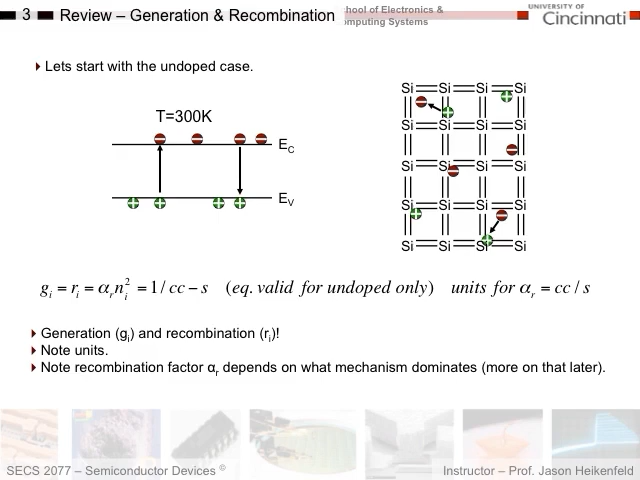 3 Review – Generation & Recombination
hool of Electronics &
omputing Systems
UNIVERSITY OF
Cincinnati
Lets start with the undoped case.
T=300K
E_C
E_V
Si Si Si Si
Si Si Si Si
Si Si Si Si
Si Si Si Si
Si Si Si Si
g_i = r_i = α_r n_i^2 = 1 / cc – s (eq. valid for undoped only) units for α_r = cc / s
Generation (g_i) and recombination (r_i)!
Note units.
Note recombination factor α_r depends on what mechanism dominates (more on that later).
SECS 2077 – Semiconductor Devices © Instructor – Prof. Jason Heikenfeld